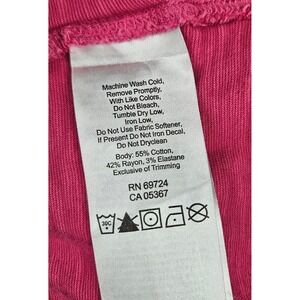 Machine Wash Cold,
Remove Promptly,
With Like Colors,
Do Not Bleach,
Tumble Dry Low,
Iron Low,
Do Not Use Fabric Softener,
If Present Do Not Iron Decal,
Do Not Dryclean
Body: 55% Cotton,
42% Rayon, 3% Elastane
Exclusive of Trimming
RN 69724
CA 05367
30C